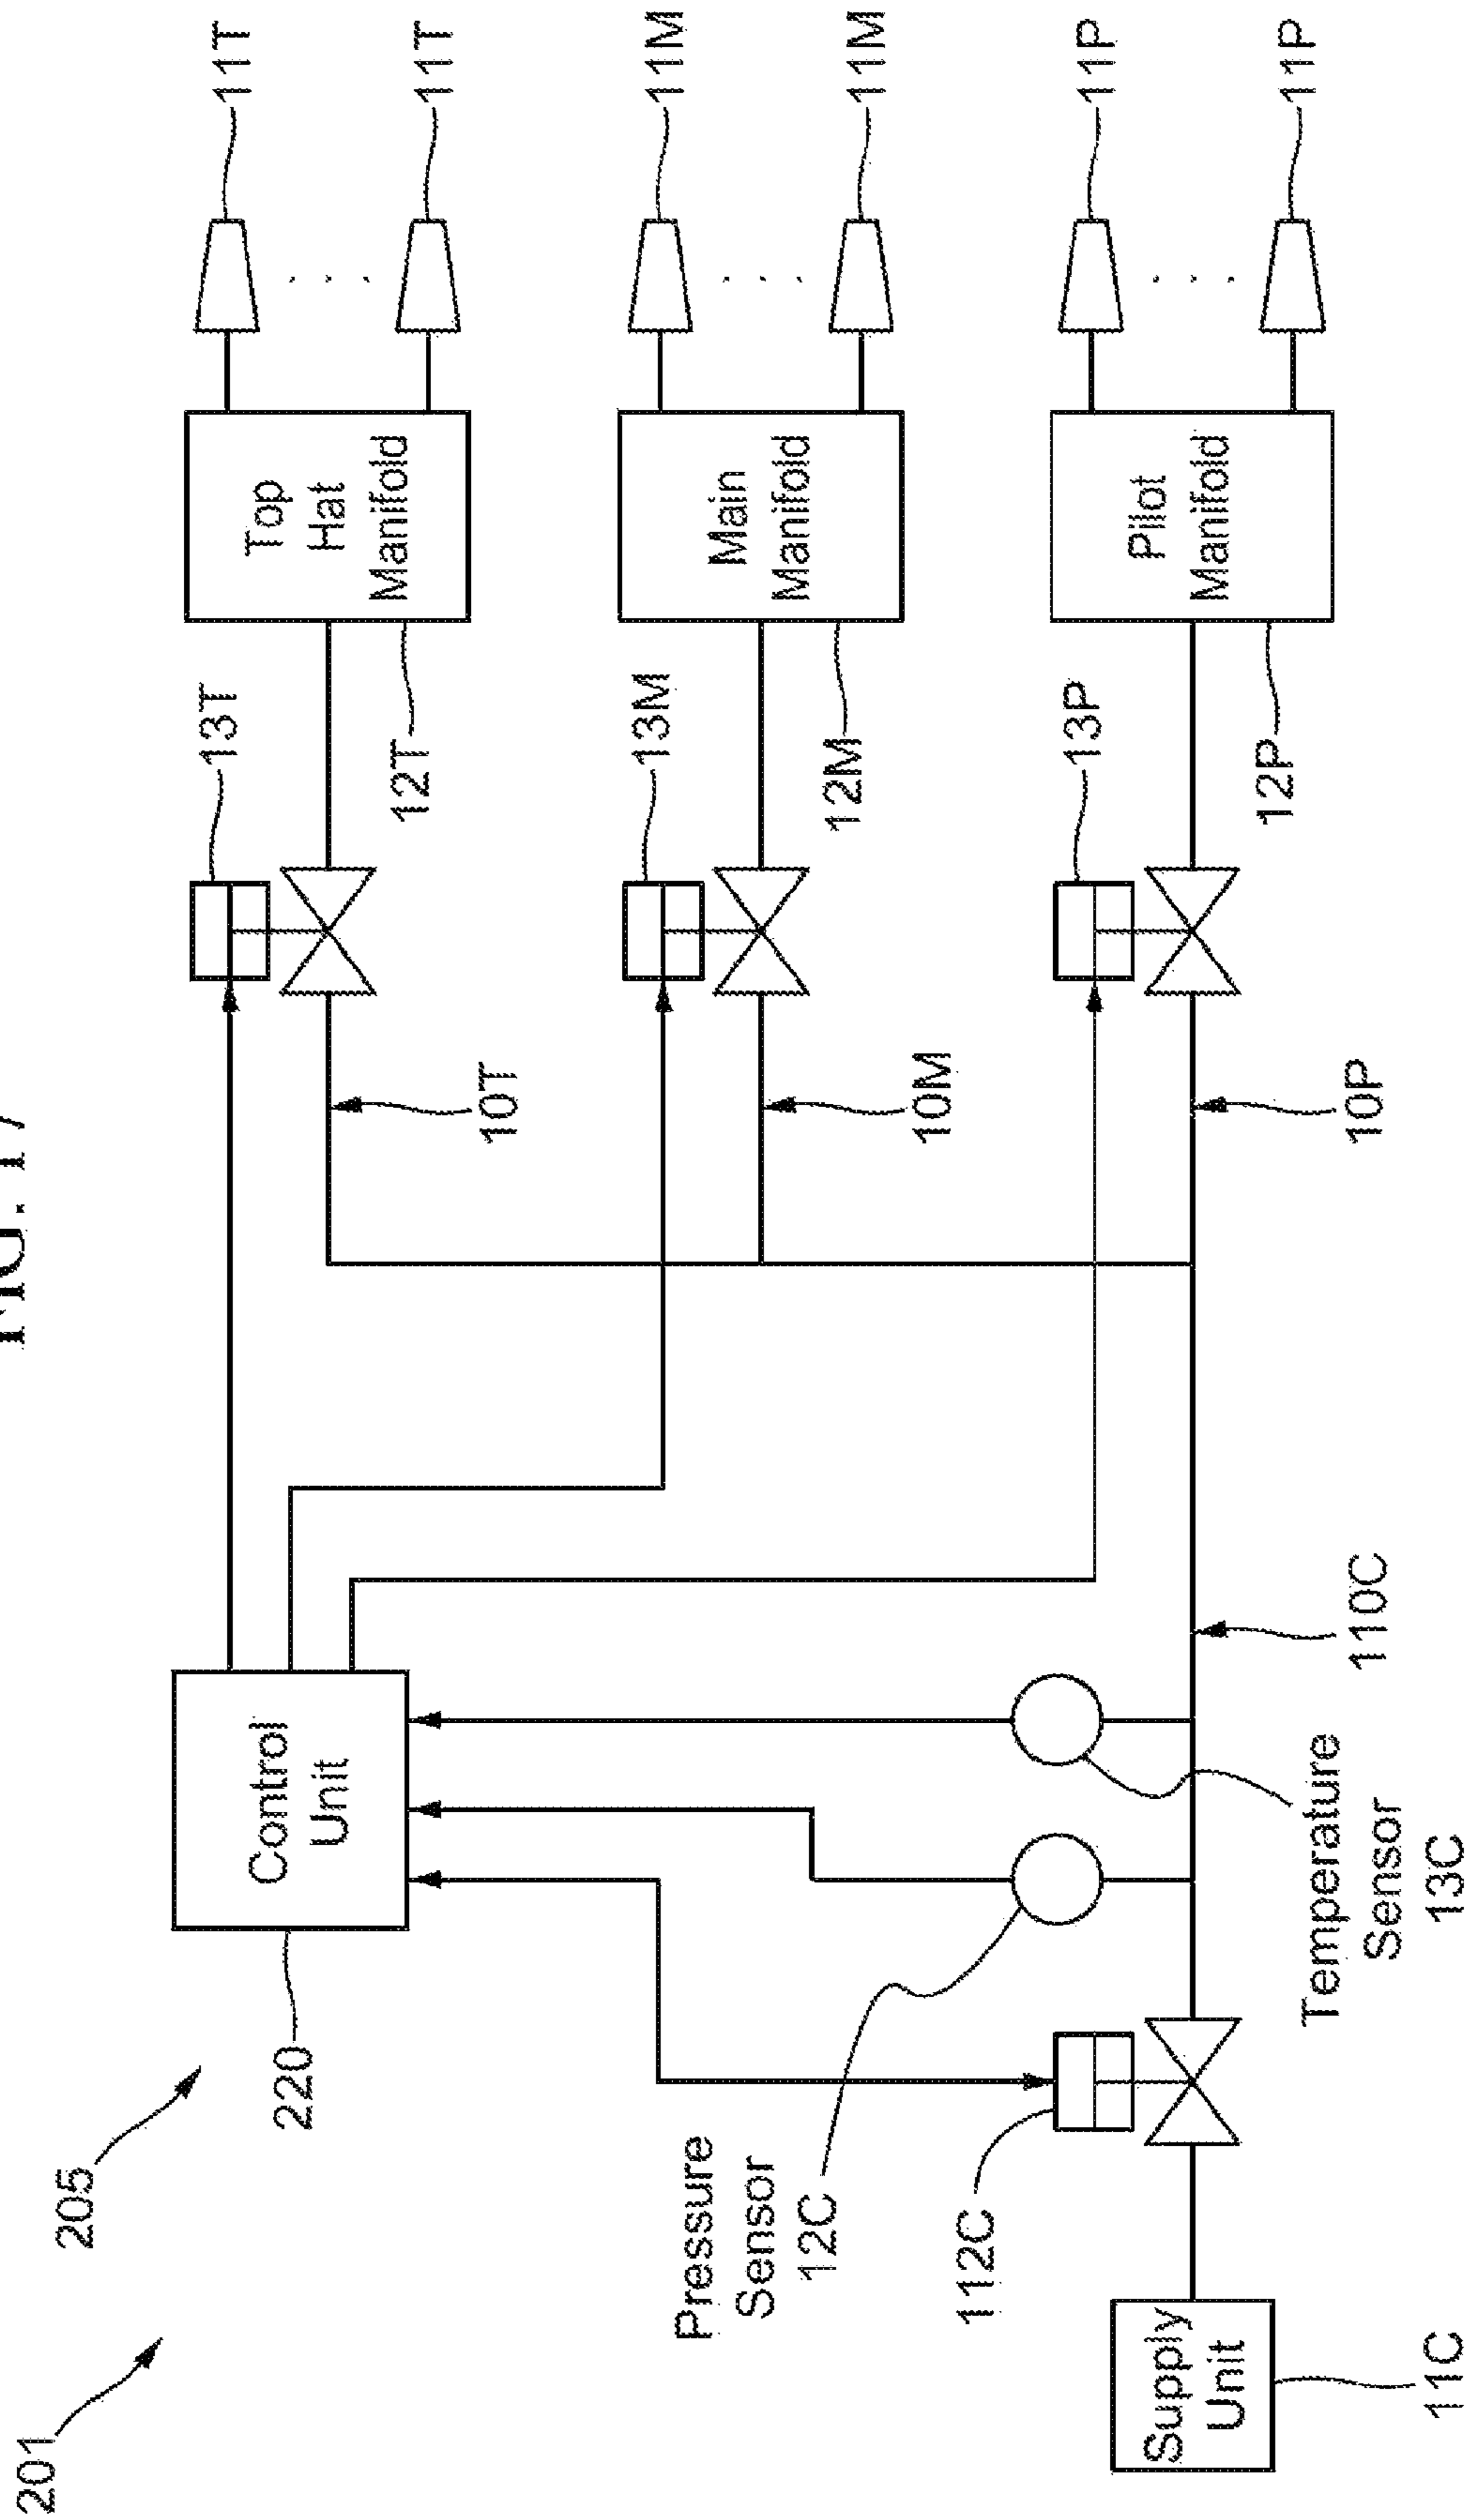 FIG. 17
201
205
220
Control
Unit
13T
10T
12T
Top
Hat
Manifold
11T
11T
13M
10M
12M
Main
Manifold
11M
11M
13P
10P
12P
Pilot
Manifold
11P
11P
Pressure
Sensor
12C
112C
Supply
Unit
11C
Temperature
Sensor
13C
110C